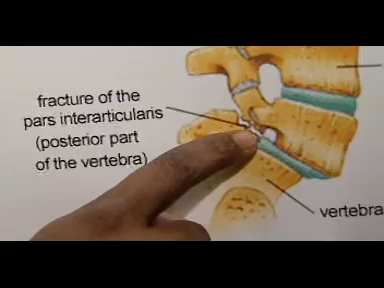 fracture of the
pars interarticularis
(posterior part
of the vertebra)
vertebra